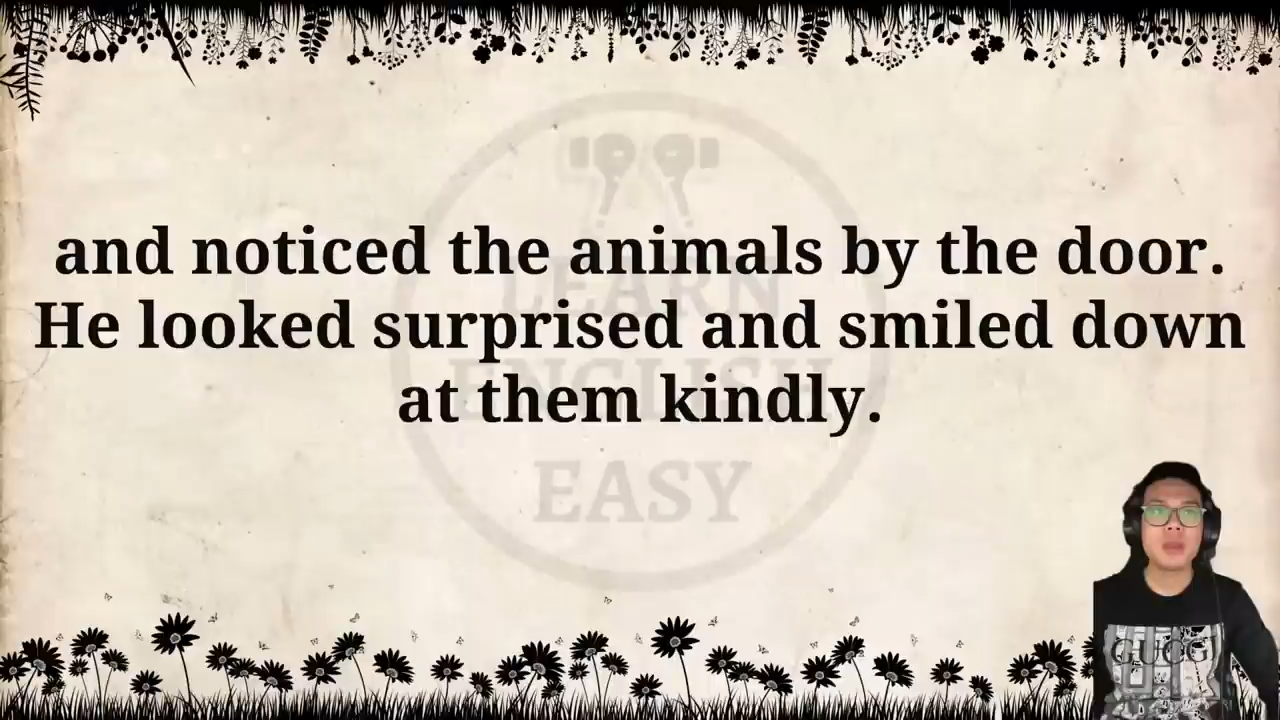 and noticed the animals by the door.
He looked surprised and smiled down
at them kindly.
LEARN
ENGLISH
EASY
GUCCI